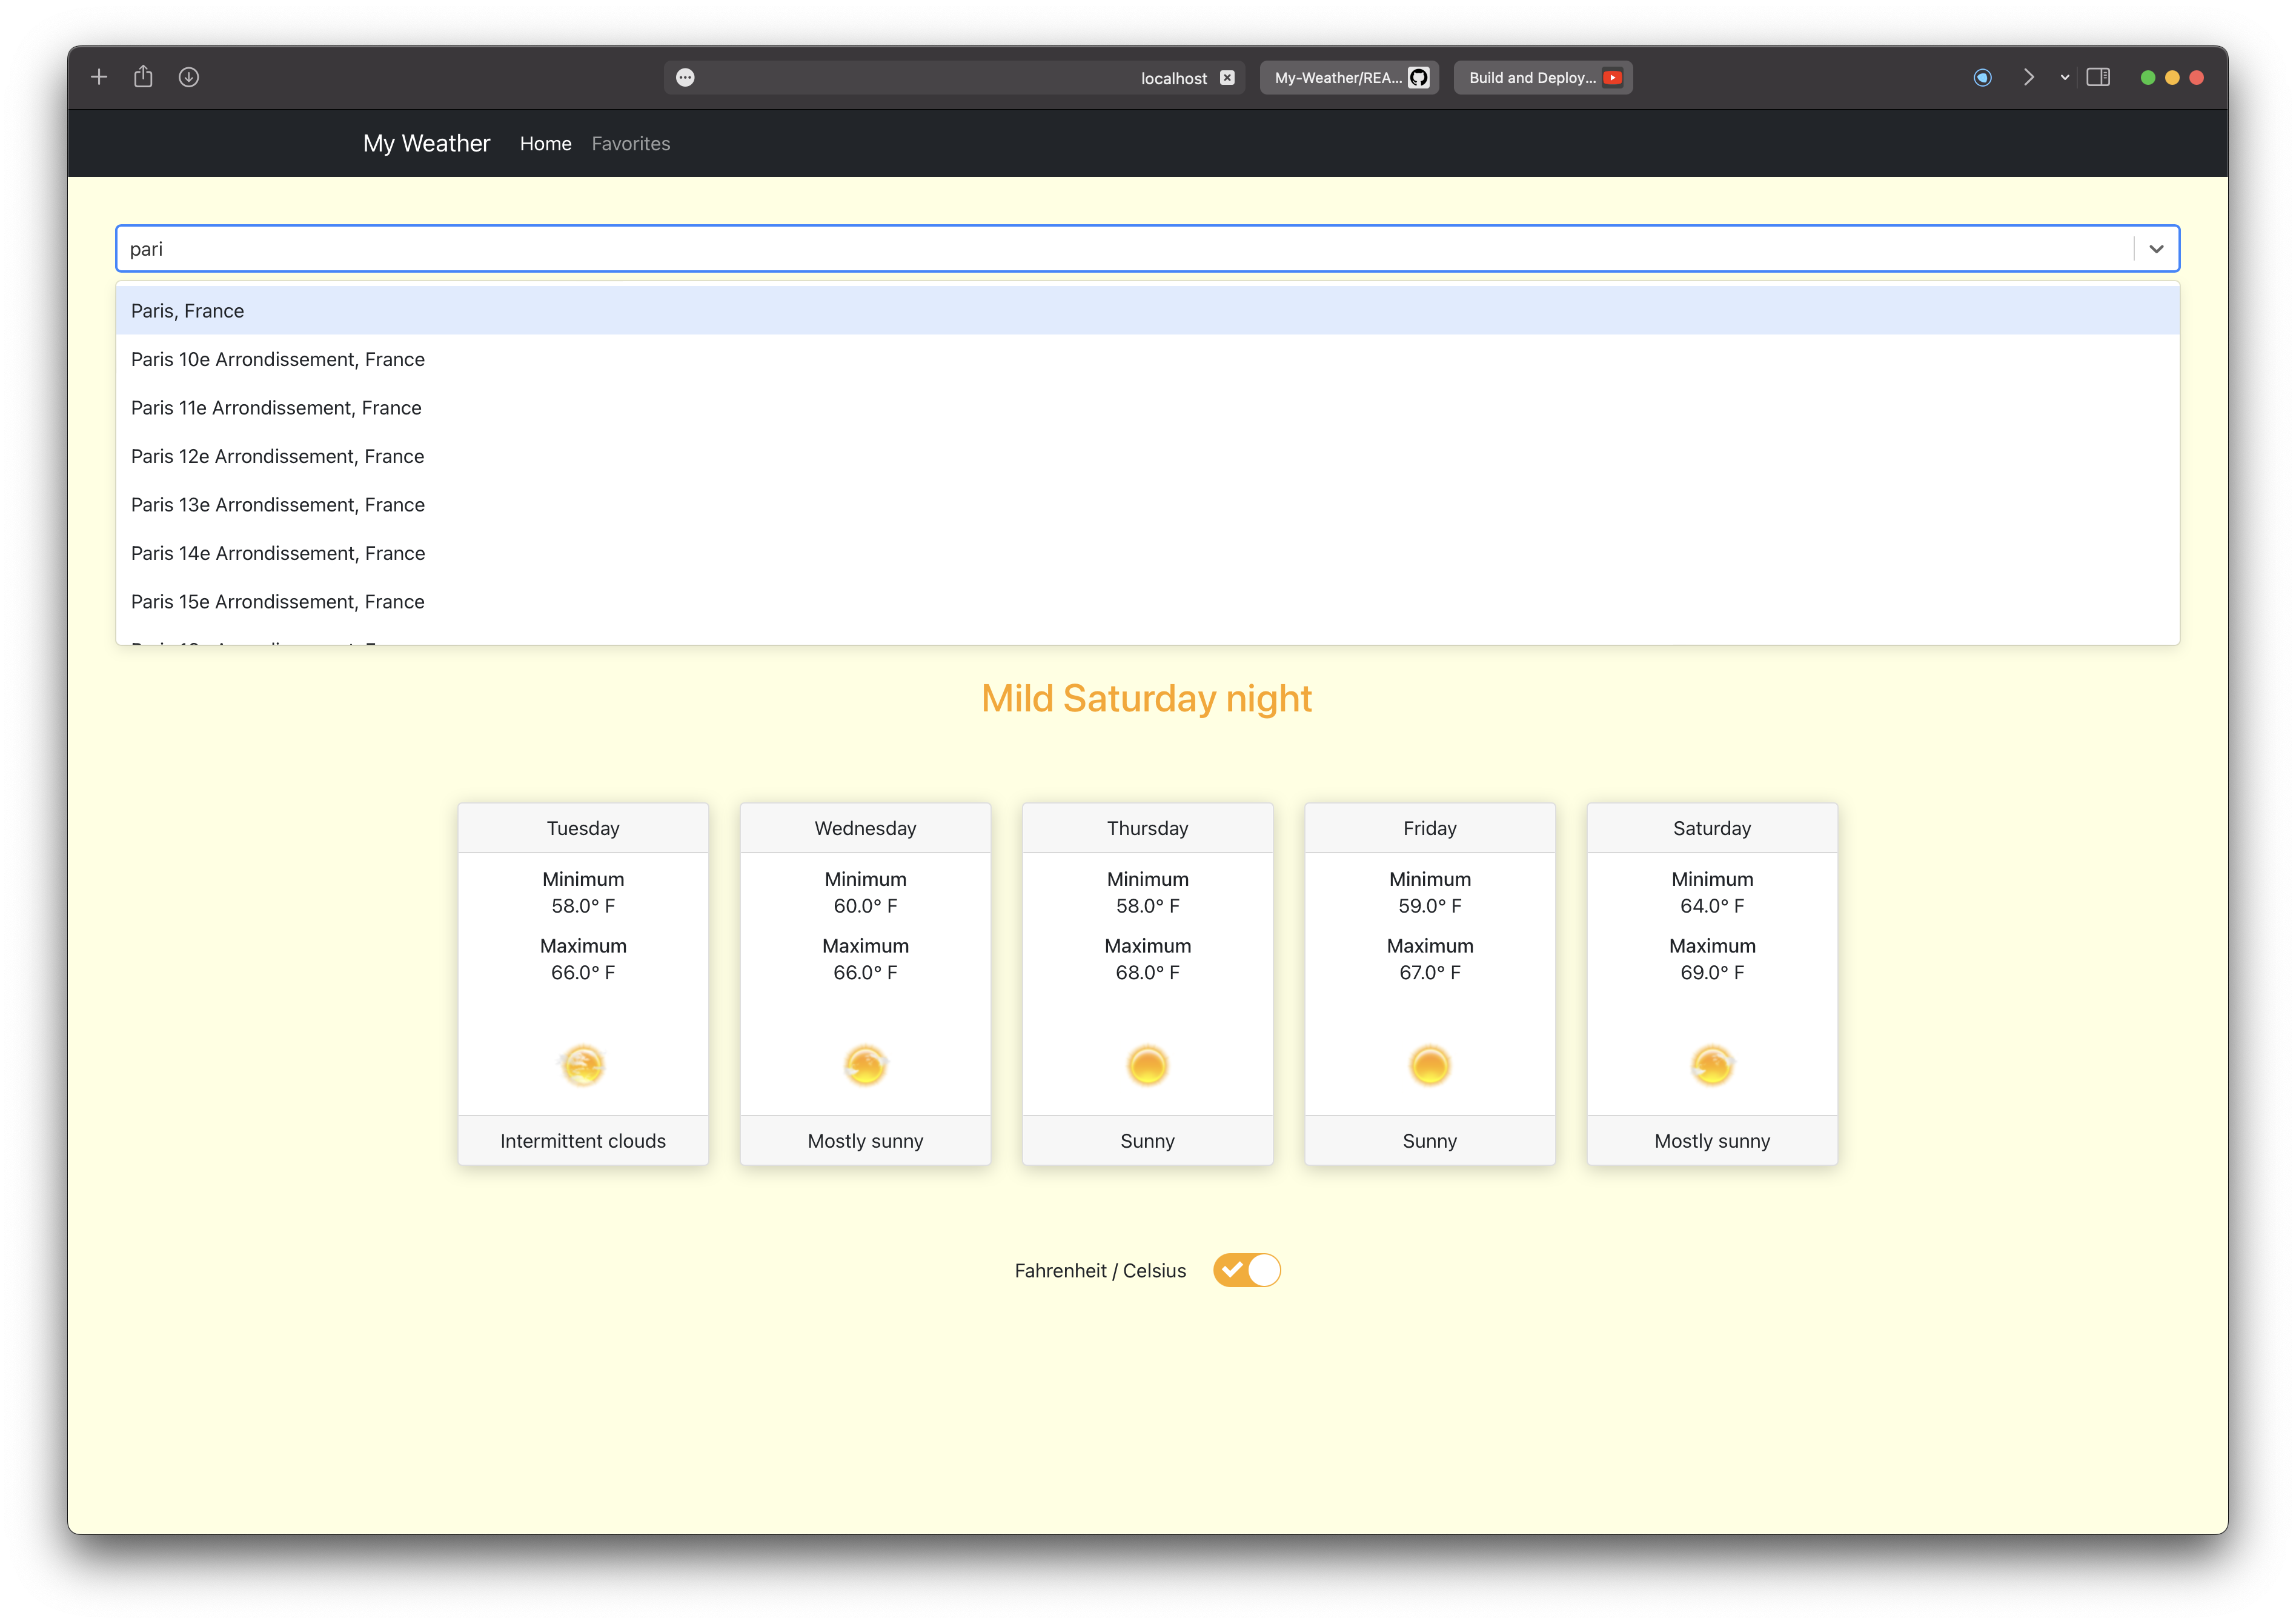 localhost
My-Weather/REA...
Build and Deploy...
My Weather Home Favorites
pari
Paris, France
Paris 10e Arrondissement, France
Paris 11e Arrondissement, France
Paris 12e Arrondissement, France
Paris 13e Arrondissement, France
Paris 14e Arrondissement, France
Paris 15e Arrondissement, France
Mild Saturday night
Tuesday
Minimum
58.0° F
Maximum
66.0° F
Intermittent clouds
Wednesday
Minimum
60.0° F
Maximum
66.0° F
Mostly sunny
Thursday
Minimum
58.0° F
Maximum
68.0° F
Sunny
Friday
Minimum
59.0° F
Maximum
67.0° F
Sunny
Saturday
Minimum
64.0° F
Maximum
69.0° F
Mostly sunny
Fahrenheit / Celsius